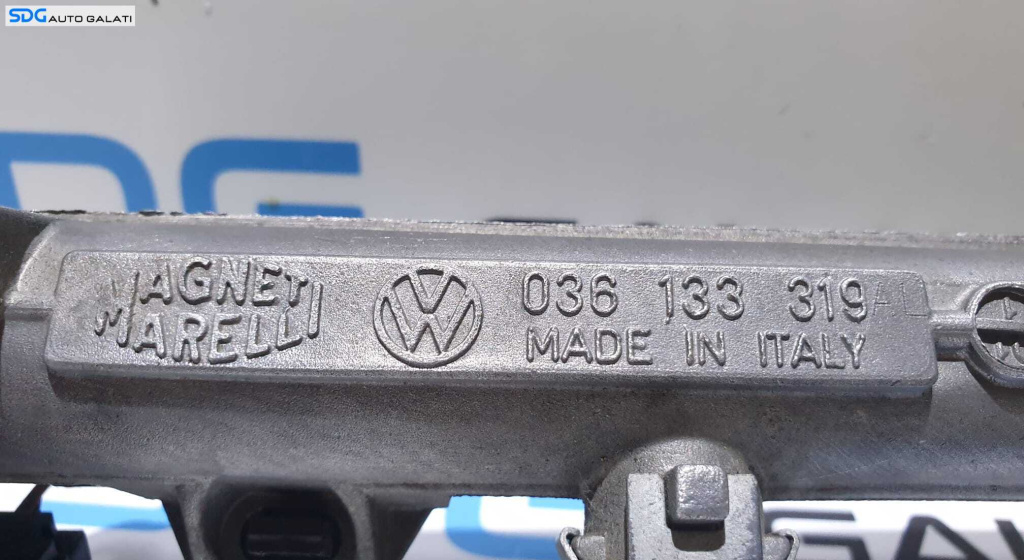 SDG AUTO GALATI
MAGNETI
MARELLI
036 133 319
MADE IN ITALY